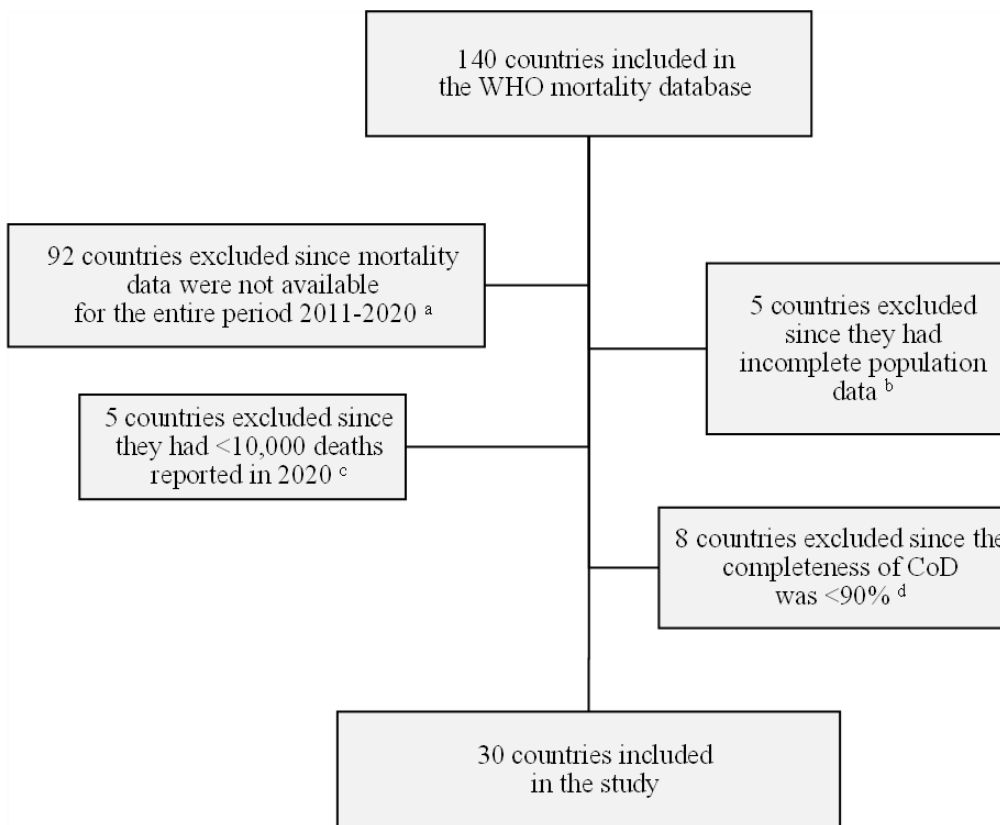 140 countries included in
the WHO mortality database
92 countries excluded since mortality
data were not available
for the entire period 2011-2020 a
5 countries excluded
since they had
incomplete population
data b
5 countries excluded since
they had <10,000 deaths
reported in 2020 c
8 countries excluded since the
completeness of CoD
was <90% d
30 countries included
in the study